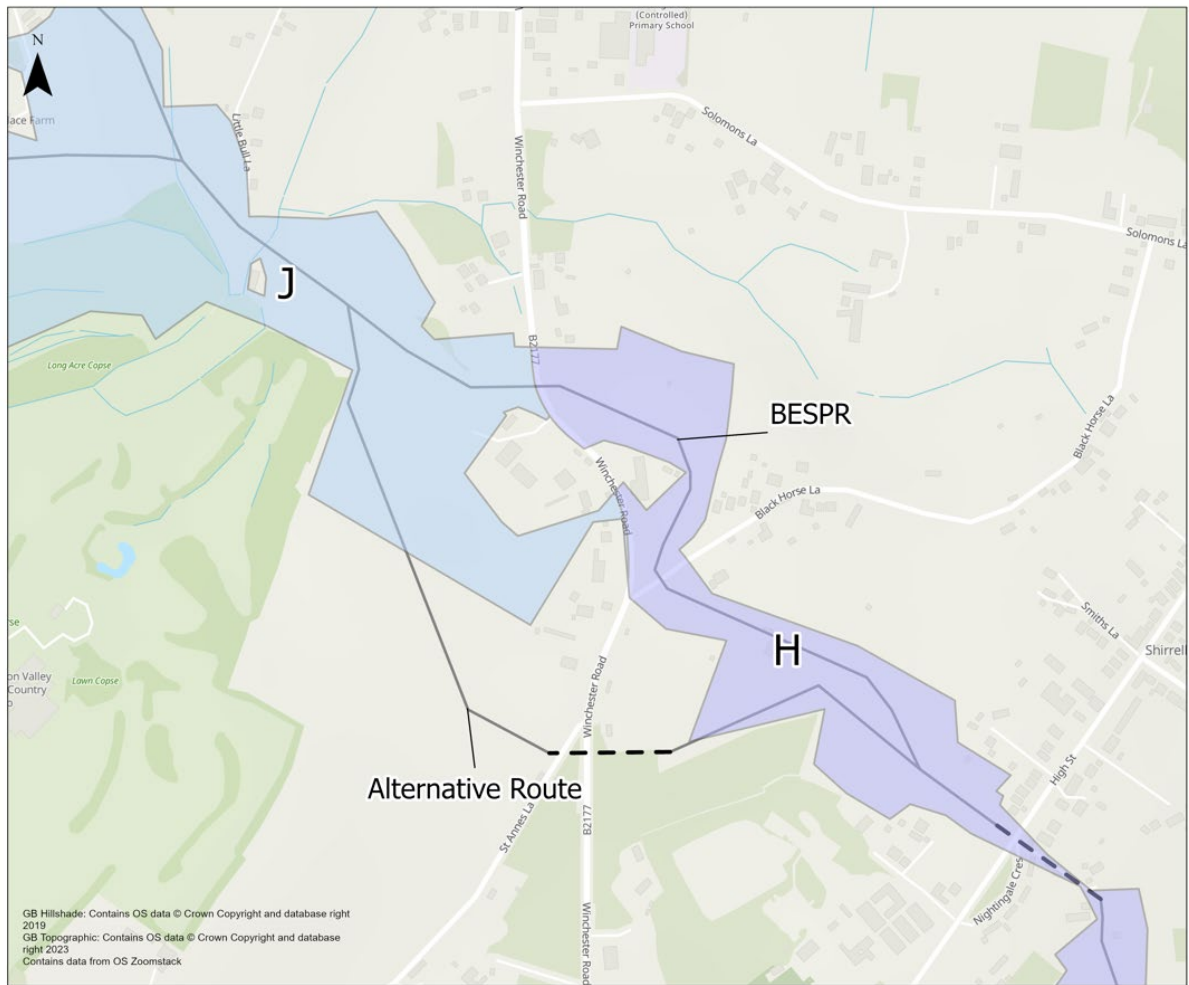 (Controlled)
Primary School
N
Solomons La
ace Farm
Little Bull La
Winchester Road
Solomons La
J
B2177
Long Acre Copse
BESPR
Black Horse La
Winchester Road
Black Horse La
Smiths La
H
Shirrell
on Valley
Country
Lawn Copse
Winchester Road
High St
Alternative Route
B2177
St Annes La
Nightingale Cres
Winchester Road
GB Hillshade: Contains OS data © Crown Copyright and database right
2019
GB Topographic: Contains OS data © Crown Copyright and database
right 2023
Contains data from OS Zoomstack